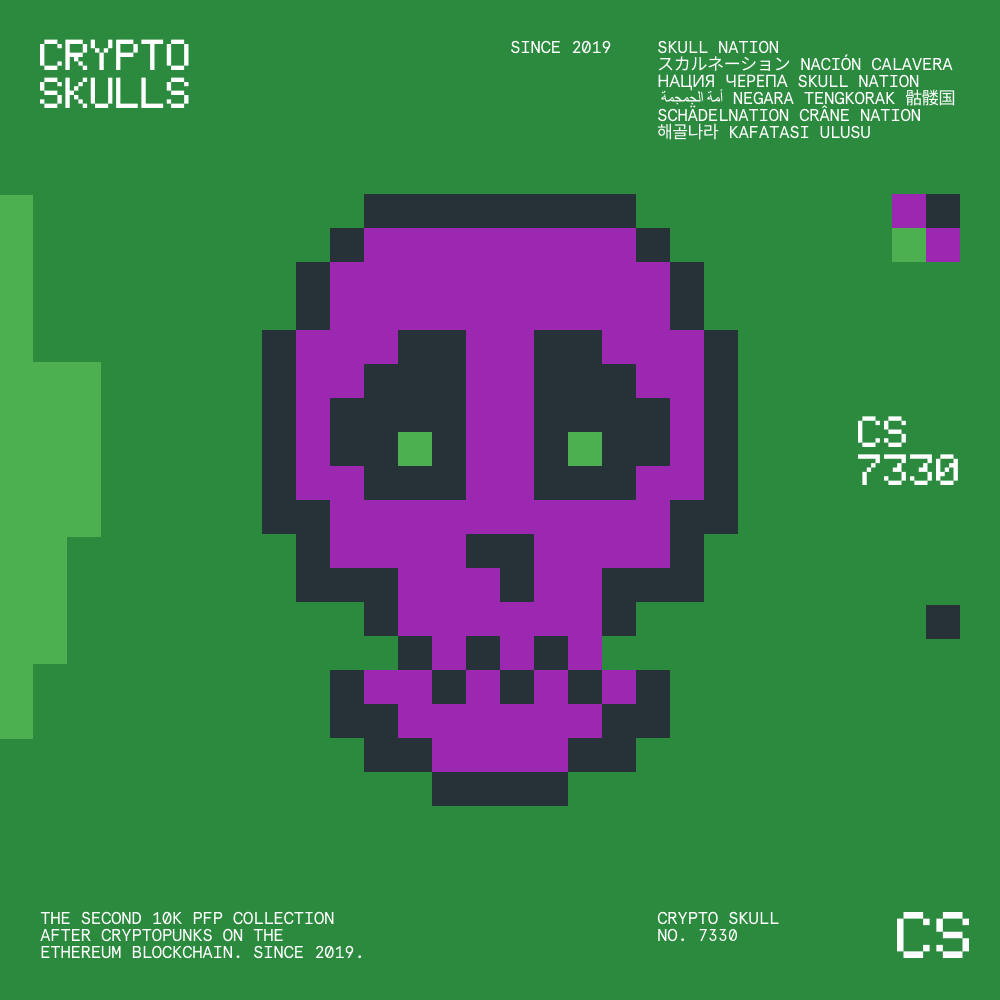 CRYPTO
SKULLS
SINCE 2019
SKULL NATION
スカルネーション NACIÓN CALAVERA
НАЦИЯ ЧЕРЕПА SKULL NATION
أمة الجمجمة NEGARA TENGKORAK 骷髅国
SCHÄDELNATION CRÂNE NATION
해골나라 KAFATASI ULUSU
CS
7330
THE SECOND 10K PFP COLLECTION
AFTER CRYPTOPUNKS ON THE
ETHEREUM BLOCKCHAIN. SINCE 2019.
CRYPTO SKULL
NO. 7330
CS